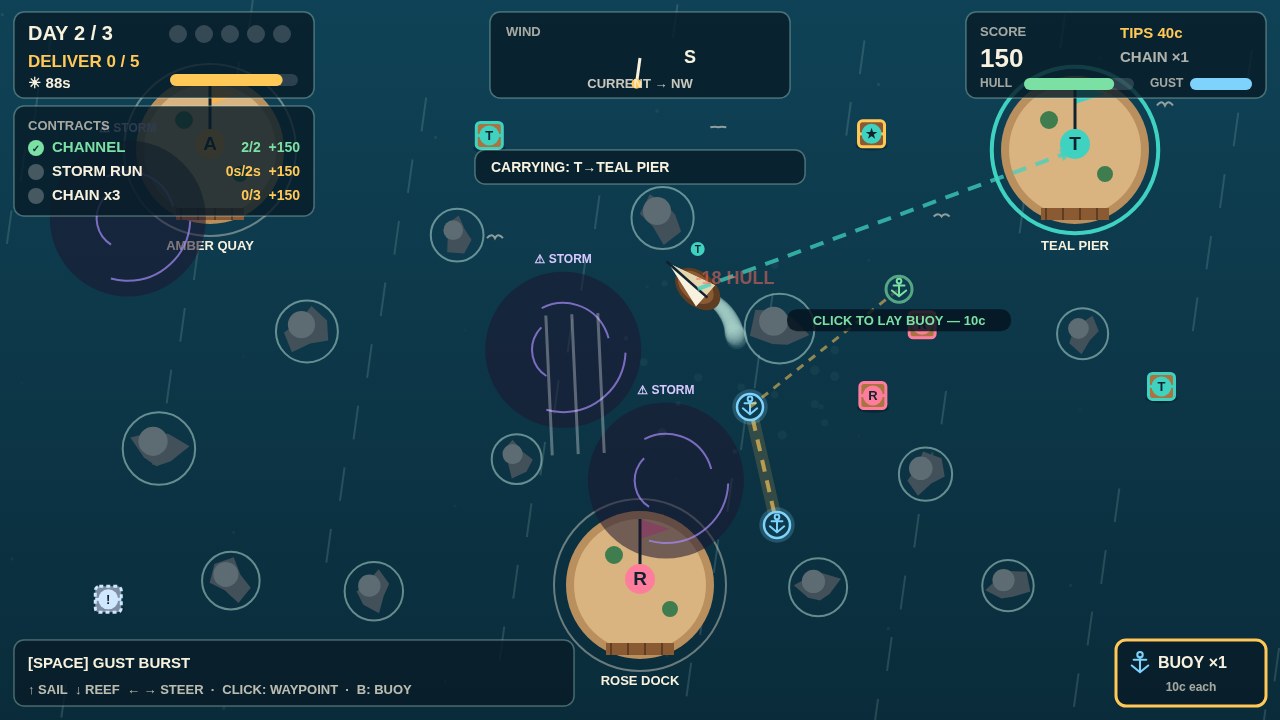 DAY 2 / 3
DELIVER 0 / 5
☀ 88s
WIND
S
CURRENT → NW
SCORE
TIPS 40c
150
CHAIN ×1
HULL
GUST
CONTRACTS
⚠ STORM
CHANNEL 2/2 +150
STORM RUN 0s/2s +150
CHAIN x3 0/3 +150
A
AMBER QUAY
T
★
CARRYING: T→TEAL PIER
T
TEAL PIER
T
⚠ STORM
-18 HULL
CLICK TO LAY BUOY — 10c
⚠ STORM
R
T
R
ROSE DOCK
!
[SPACE] GUST BURST
↑ SAIL ↓ REEF ← → STEER · CLICK: WAYPOINT · B: BUOY
BUOY ×1
10c each